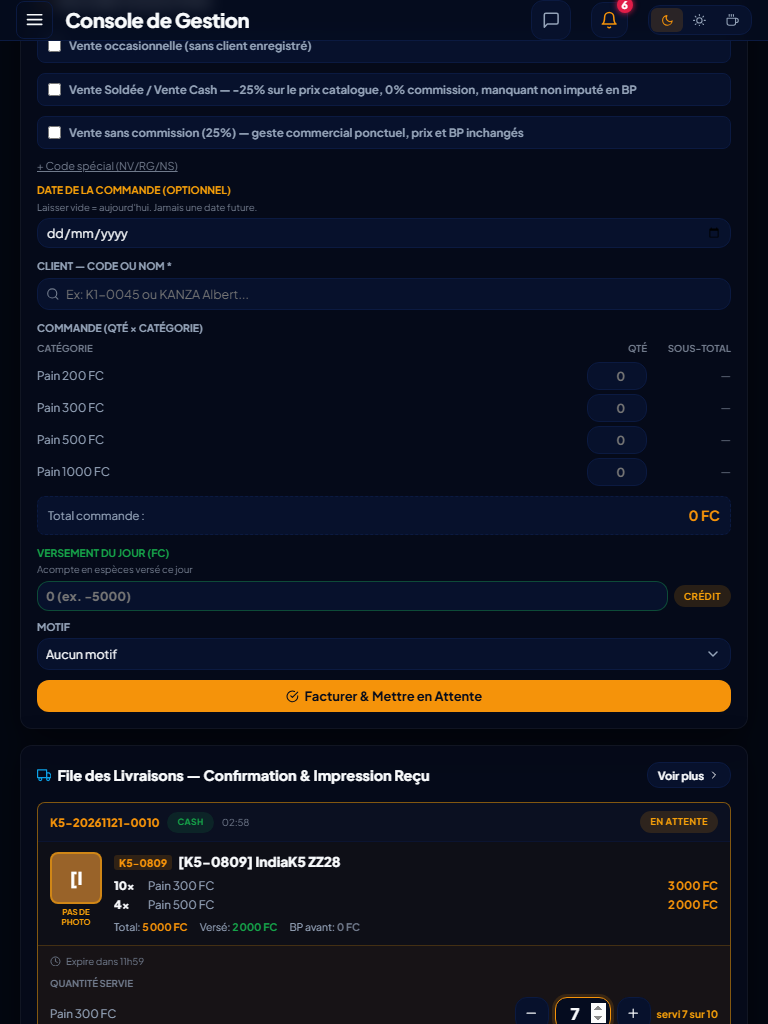 Console de Gestion
6
Vente occasionnelle (sans client enregistré)
Vente Soldée / Vente Cash — -25% sur le prix catalogue, 0% commission, manquant non imputé en BP
Vente sans commission (25%) — geste commercial ponctuel, prix et BP inchangés
+ Code spécial (NV/RG/NS)
DATE DE LA COMMANDE (OPTIONNEL)
Laisser vide = aujourd'hui. Jamais une date future.
dd/mm/yyyy
CLIENT — CODE OU NOM *
Ex: K1-0045 ou KANZA Albert...
COMMANDE (QTÉ × CATÉGORIE)
CATÉGORIE QTÉ SOUS-TOTAL
Pain 200 FC 0 —
Pain 300 FC 0 —
Pain 500 FC 0 —
Pain 1000 FC 0 —
Total commande : 0 FC
VERSEMENT DU JOUR (FC)
Acompte en espèces versé ce jour
0 (ex. -5000) CRÉDIT
MOTIF
Aucun motif
Facturer & Mettre en Attente
File des Livraisons — Confirmation & Impression Reçu Voir plus
K5-20261121-0010 CASH 02:58 EN ATTENTE
[I
PAS DE
PHOTO
K5-0809 [K5-0809] IndiaK5 ZZ28
10× Pain 300 FC 3 000 FC
4× Pain 500 FC 2 000 FC
Total: 5 000 FC Versé: 2 000 FC BP avant: 0 FC
Expire dans 11h59
QUANTITÉ SERVIE
Pain 300 FC − 7 + servi 7 sur 10